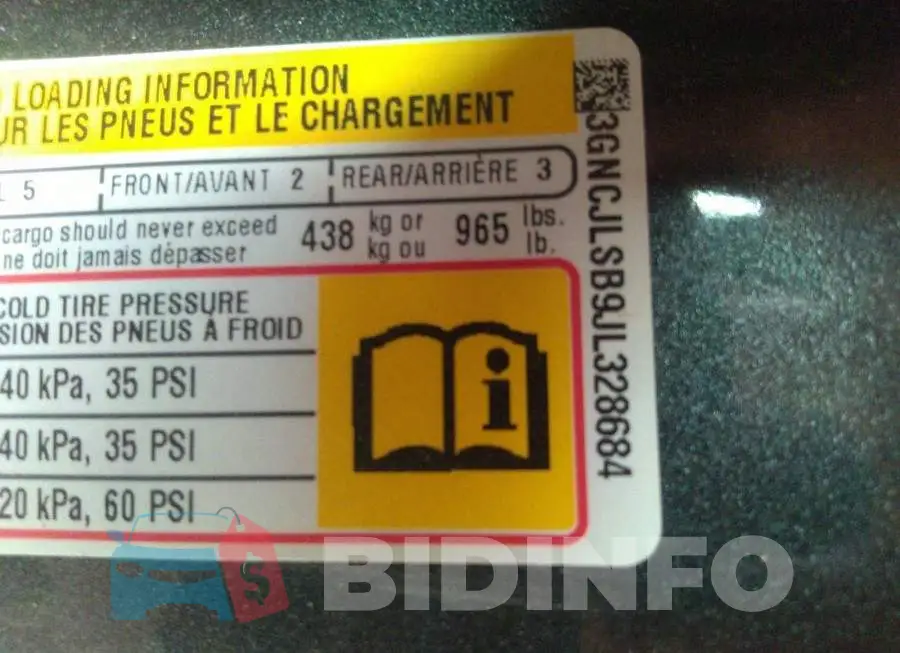 LOADING INFORMATION
UR LES PNEUS ET LE CHARGEMENT
L 5 FRONT/AVANT 2 REAR/ARRIÈRE 3
cargo should never exceed 438 kg or 965 lbs.
ne doit jamais dépasser kg ou lb.
COLD TIRE PRESSURE
SION DES PNEUS À FROID
40 kPa, 35 PSI
40 kPa, 35 PSI
20 kPa, 60 PSI
i
3GNCJLSB9JL328684
$
BIDINFO